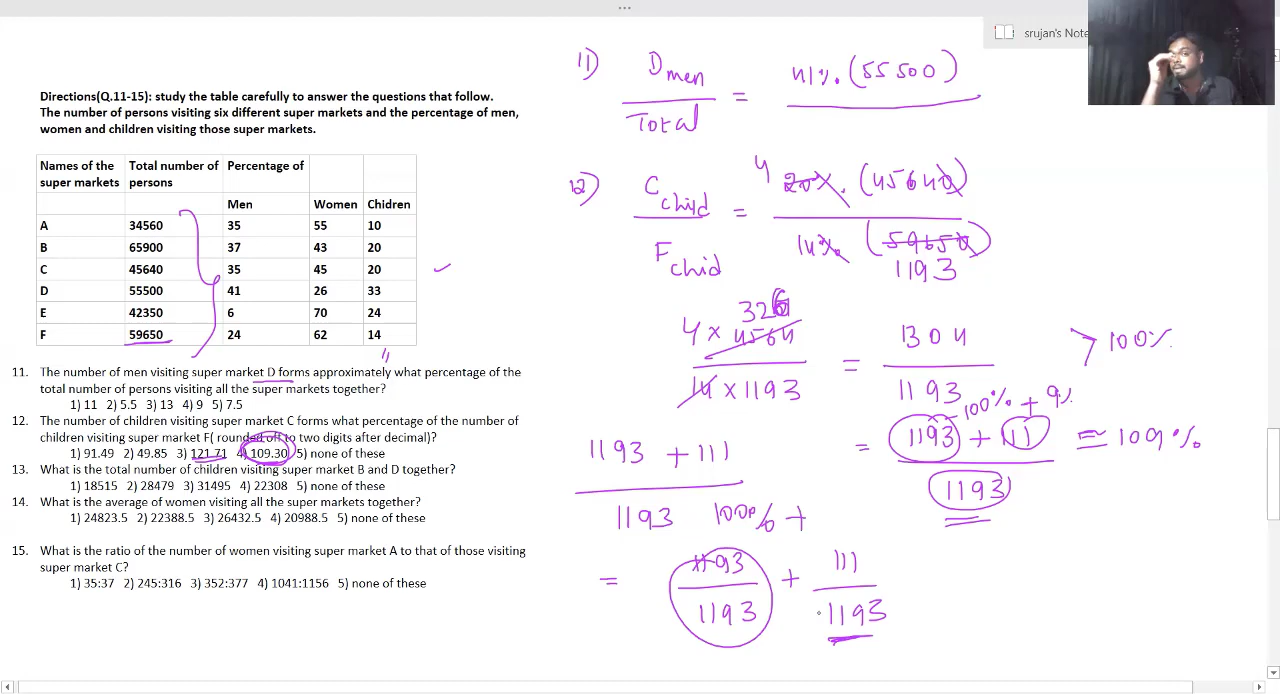 srujan's Note
Directions(Q.11-15): study the table carefully to answer the questions that follow.
The number of persons visiting six different super markets and the percentage of men,
women and children visiting those super markets.
Names of the super markets Total number of persons Percentage of
Men Women Chidren
A 34560 35 55 10
B 65900 37 43 20
C 45640 35 45 20
D 55500 41 26 33
E 42350 6 70 24
F 59650 24 62 14
11. The number of men visiting super market D forms approximately what percentage of the
total number of persons visiting all the super markets together?
1) 11 2) 5.5 3) 13 4) 9 5) 7.5
12. The number of children visiting super market C forms what percentage of the number of
children visiting super market F( rounded off to two digits after decimal)?
1) 91.49 2) 49.85 3) 121.71 4) 109.30 5) none of these
13. What is the total number of children visiting super market B and D together?
1) 18515 2) 28479 3) 31495 4) 22308 5) none of these
14. What is the average of women visiting all the super markets together?
1) 24823.5 2) 22388.5 3) 26432.5 4) 20988.5 5) none of these
15. What is the ratio of the number of women visiting super market A to that of those visiting
super market C?
1) 35:37 2) 245:316 3) 352:377 4) 1041:1156 5) none of these
11) Dmen = 41%. (55500)
Total
12) Cchid = 4 20%. (45640)
Fchid 14%. (59650)
1193
326
4 x 4564 = 1304 > 100%
14 x 1193 1193
100% + 9%
1193 + 111 = 1193 + 11 = 109%
1193 1193
100% +
= 1193 + 111
1193 1193